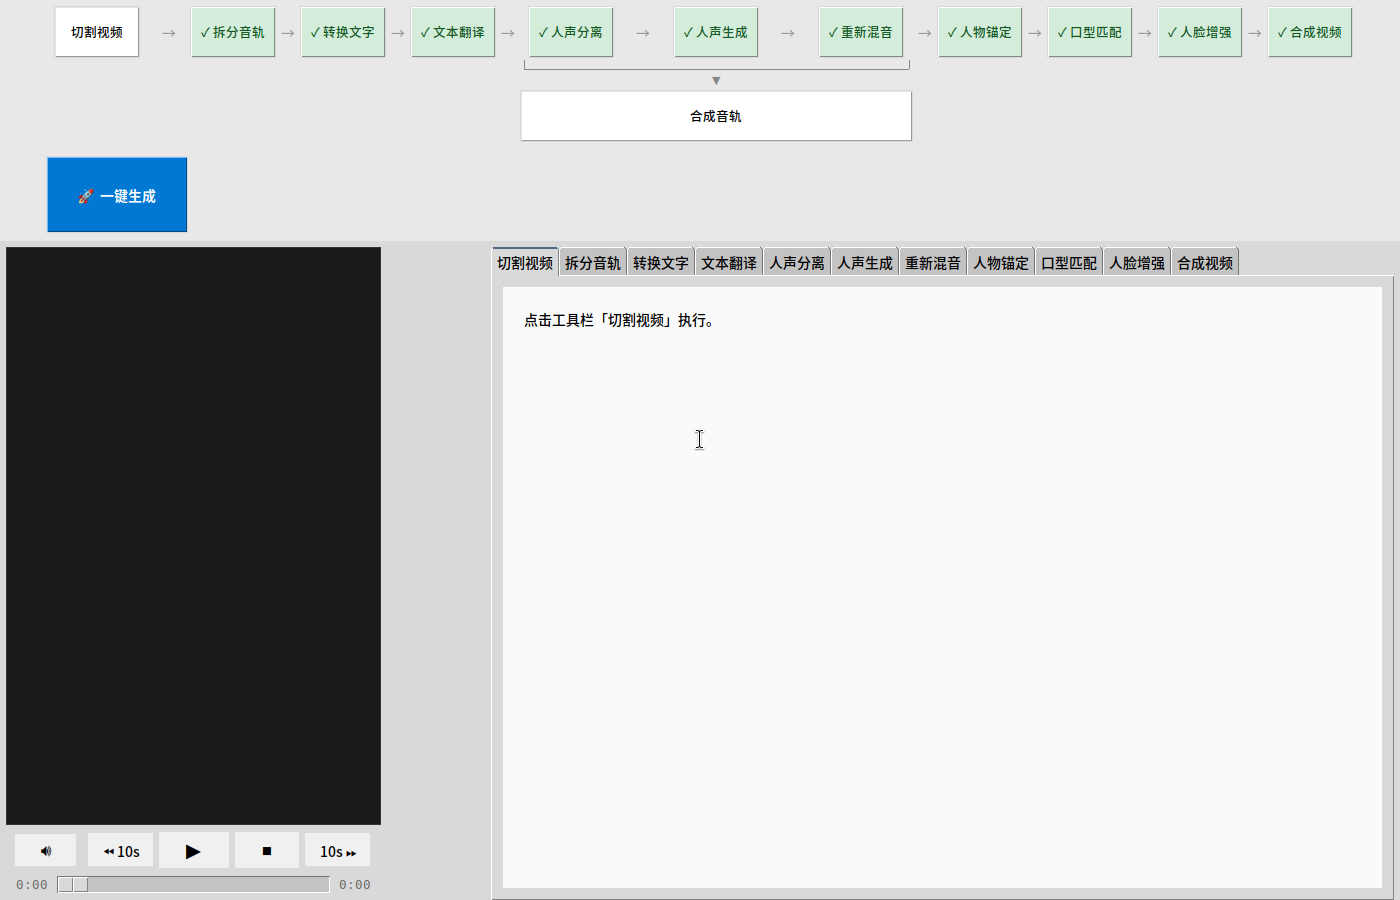 切割视频 → ✓拆分音轨 → ✓转换文字 → ✓文本翻译 → ✓人声分离 → ✓人声生成 → ✓重新混音 → ✓人物锚定 → ✓口型匹配 → ✓人脸增强 → ✓合成视频
▼
合成音轨
🚀 一键生成
切割视频 拆分音轨 转换文字 文本翻译 人声分离 人声生成 重新混音 人物锚定 口型匹配 人脸增强 合成视频
点击工具栏「切割视频」执行。
🔊 ◂◂ 10s ▶ ■ 10s ▸▸
0:00 0:00